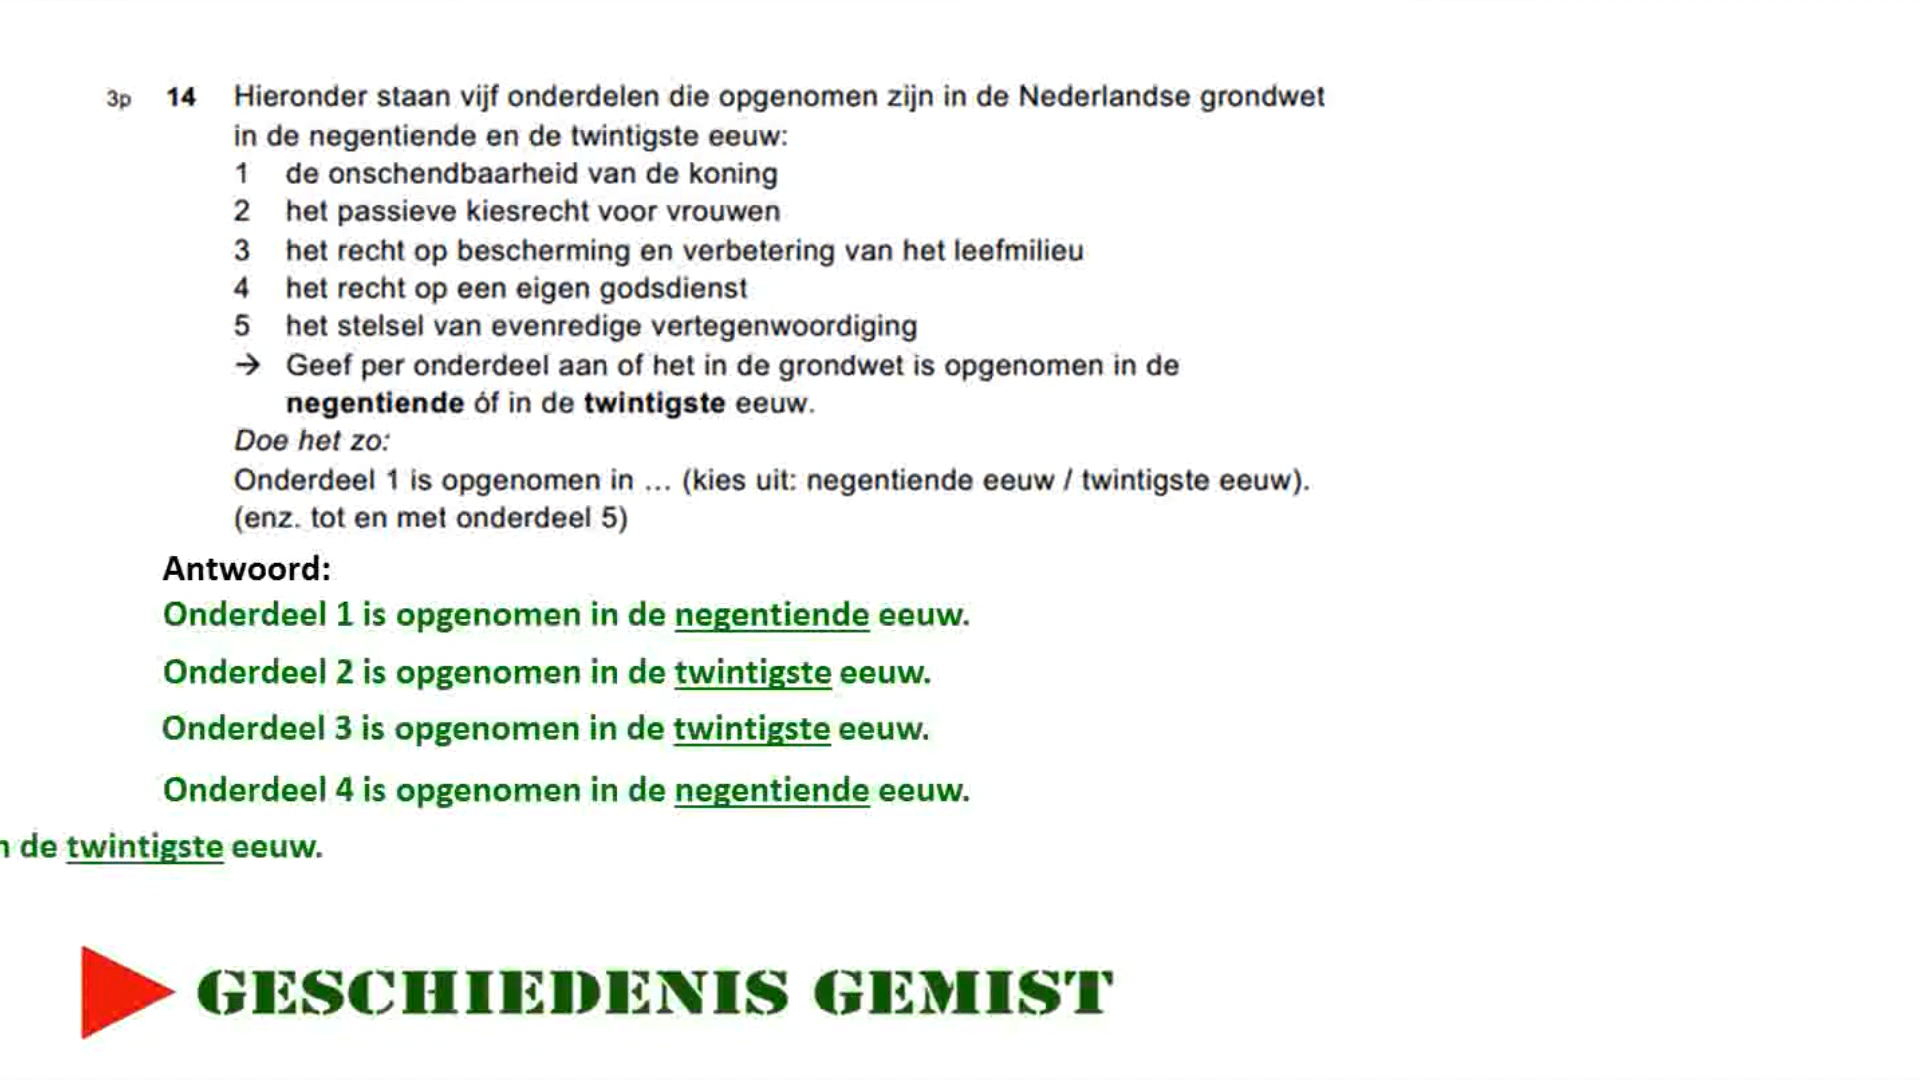 3p 14 Hieronder staan vijf onderdelen die opgenomen zijn in de Nederlandse grondwet
in de negentiende en de twintigste eeuw:
1 de onschendbaarheid van de koning
2 het passieve kiesrecht voor vrouwen
3 het recht op bescherming en verbetering van het leefmilieu
4 het recht op een eigen godsdienst
5 het stelsel van evenredige vertegenwoordiging
→ Geef per onderdeel aan of het in de grondwet is opgenomen in de
negentiende óf in de twintigste eeuw.
Doe het zo:
Onderdeel 1 is opgenomen in ... (kies uit: negentiende eeuw / twintigste eeuw).
(enz. tot en met onderdeel 5)
Antwoord:
Onderdeel 1 is opgenomen in de negentiende eeuw.
Onderdeel 2 is opgenomen in de twintigste eeuw.
Onderdeel 3 is opgenomen in de twintigste eeuw.
Onderdeel 4 is opgenomen in de negentiende eeuw.
de twintigste eeuw.
GESCHIEDENIS GEMIST